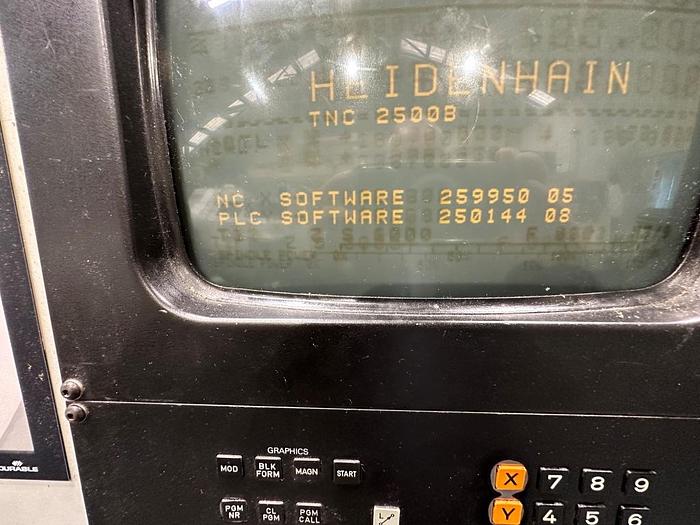 HEIDENHAIN
TNC 2500B
NC SOFTWARE 259950 05
PLC SOFTWARE 250144 08
DURABLE
GRAPHICS
MOD BLK FORM MAGN START
X 7 8 9
PGM NR CL PGM PGM CALL L
Y 4 5 6